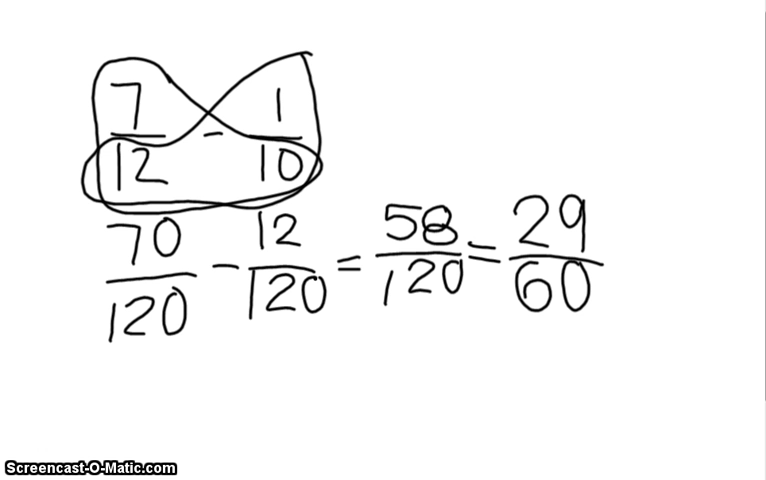 7/12 - 1/10
70/120 - 12/120 = 58/120 = 29/60
Screencast-O-Matic.com